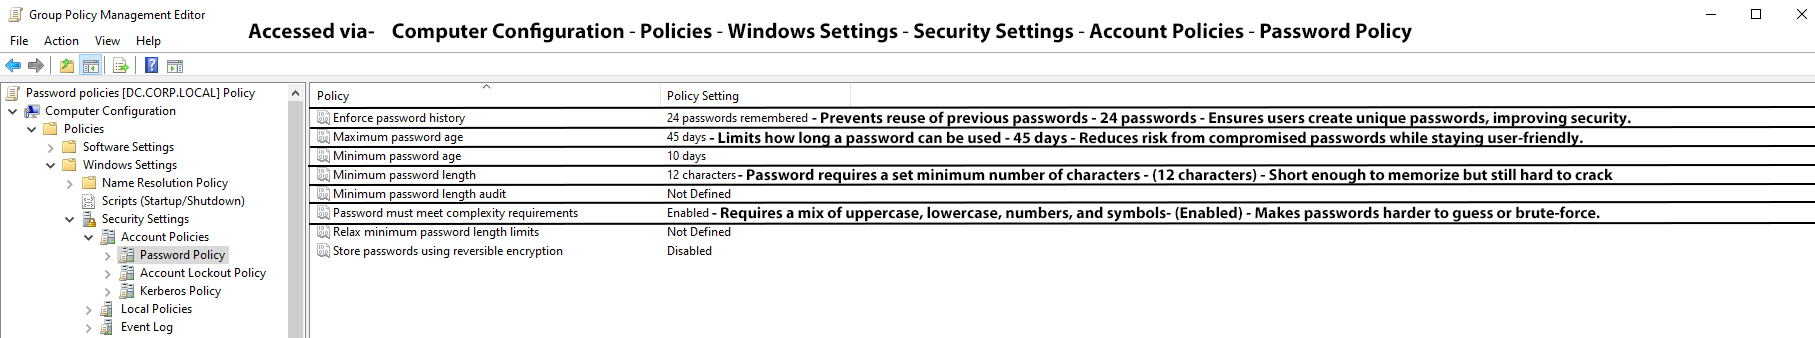 Group Policy Management Editor
Accessed via- Computer Configuration - Policies - Windows Settings - Security Settings - Account Policies - Password Policy
File Action View Help
Password policies [DC.CORP.LOCAL] Policy
Computer Configuration
Policies
Software Settings
Windows Settings
Name Resolution Policy
Scripts (Startup/Shutdown)
Security Settings
Account Policies
Password Policy
Account Lockout Policy
Kerberos Policy
Local Policies
Event Log
Policy Policy Setting
Enforce password history 24 passwords remembered - Prevents reuse of previous passwords - 24 passwords - Ensures users create unique passwords, improving security.
Maximum password age 45 days - Limits how long a password can be used - 45 days - Reduces risk from compromised passwords while staying user-friendly.
Minimum password age 10 days
Minimum password length 12 characters - Password requires a set minimum number of characters - (12 characters) - Short enough to memorize but still hard to crack
Minimum password length audit Not Defined
Password must meet complexity requirements Enabled - Requires a mix of uppercase, lowercase, numbers, and symbols- (Enabled) - Makes passwords harder to guess or brute-force.
Relax minimum password length limits Not Defined
Store passwords using reversible encryption Disabled